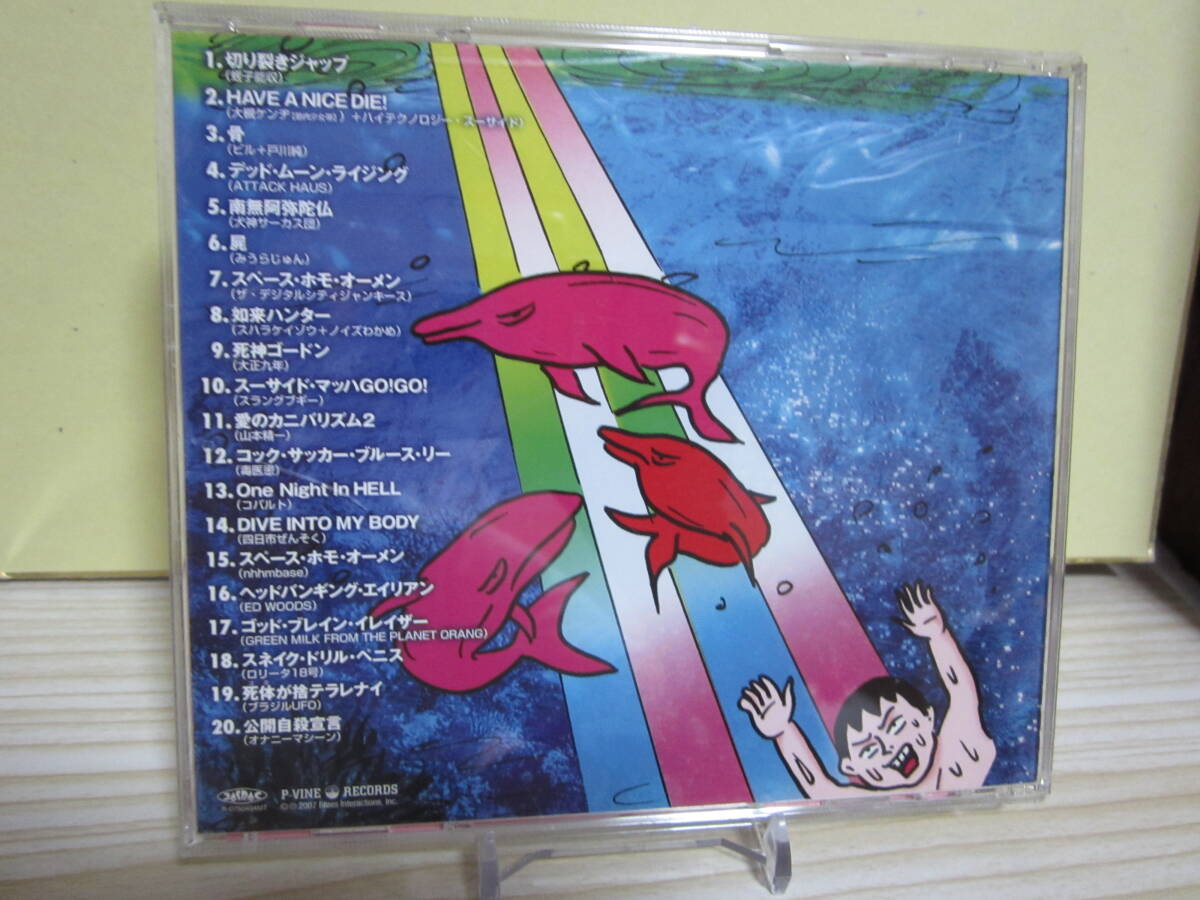 1. 切り裂きジャップ
(蛭子能収)
2. HAVE A NICE DIE!
(大槻ケンヂ ) +ハイテクノロジー・スーサイド)
3. 骨
(ビル+戸川純)
4. デッド・ムーン・ライジング
(ATTACK HAUS)
5. 南無阿弥陀仏
(犬神サーカス団)
6. 屍
(みうらじゅん)
7. スペース・ホモ・オーメン
(ザ・デジタルシティジャンキース)
8. 如来ハンター
(スハラケイゾウ+ノイズわかめ)
9. 死神ゴードン
(大正九年)
10. スーサイド・マッハGO!GO!
(スラングブギー)
11. 愛のカニバリズム2
(山本精一)
12. コック・サッカー・ブルース・リー
13. One Night In HELL
(コバルト)
14. DIVE INTO MY BODY
(四日市ぜんそく)
15. スペース・ホモ・オーメン
(nhhmbase)
16. ヘッドバンギング・エイリアン
(ED WOODS)
17. ゴッド・ブレイン・イレイザー
(GREEN MILK FROM THE PLANET ORANG)
18. スネイク・ドリル・ペニス
(ロリータ18号)
19. 死体が捨テラレナイ
(ブラジルUFO)
20. 公開自殺宣言
(オナニーマシーン)
P-VINE RECORDS
℗© 2007 Blues Interactions, Inc.